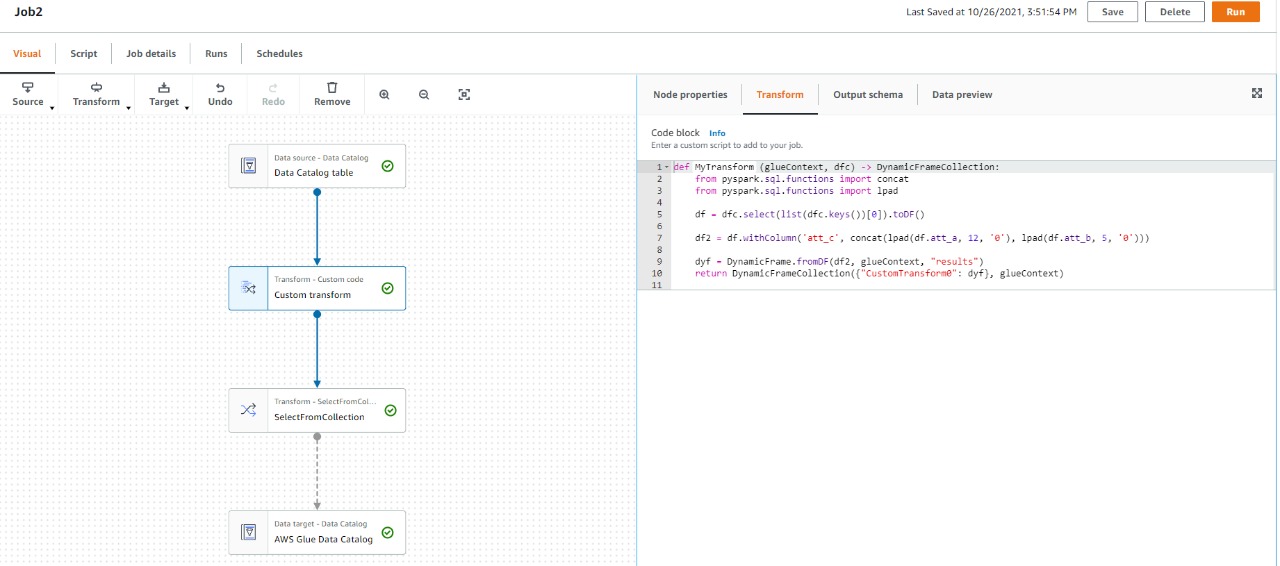 Job2
Last Saved at 10/26/2021, 3:51:54 PM
Save
Delete
Run
Visual
Script
Job details
Runs
Schedules
Source
Transform
Target
Undo
Redo
Remove
Data source - Data Catalog
Data Catalog table
Transform - Custom code
Custom transform
Transform - SelectFromCol...
SelectFromCollection
Data target - Data Catalog
AWS Glue Data Catalog
Node properties
Transform
Output schema
Data preview
Code block Info
Enter a custom script to add to your job.
1 def MyTransform (glueContext, dfc) -> DynamicFrameCollection:
2 from pyspark.sql.functions import concat
3 from pyspark.sql.functions import lpad
4
5 df = dfc.select(list(dfc.keys())[0]).toDF()
6
7 df2 = df.withColumn('att_c', concat(lpad(df.att_a, 12, '0'), lpad(df.att_b, 5, '0')))
8
9 dyf = DynamicFrame.fromDF(df2, glueContext, "results")
10 return DynamicFrameCollection({"CustomTransform0": dyf}, glueContext)
11